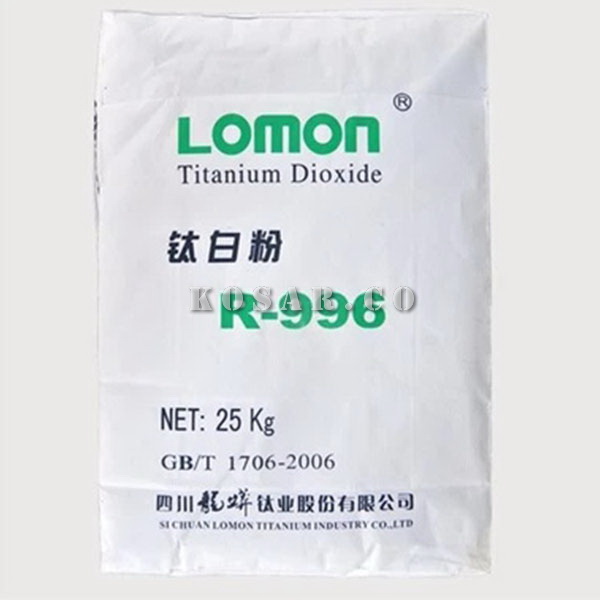 LOMON ®
Titanium Dioxide
钛白粉
KOSAR.CO
R-996
NET: 25 Kg
GB/T 1706-2006
四川龙蟒钛业股份有限公司
SI CHUAN LOMON TITANIUM INDUSTRY CO.,LTD